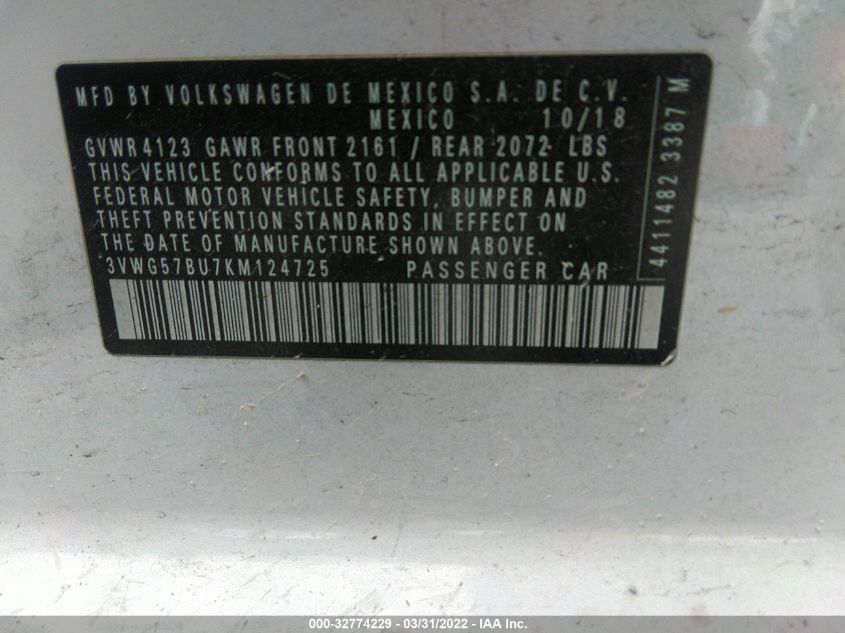 MFD BY VOLKSWAGEN DE MEXICO S.A. DE C.V.
MEXICO 10/18
GVWR 4123 GAWR FRONT 2161 / REAR 2072 LBS
THIS VEHICLE CONFORMS TO ALL APPLICABLE U.S.
FEDERAL MOTOR VEHICLE SAFETY, BUMPER AND
THEFT PREVENTION STANDARDS IN EFFECT ON
THE DATE OF MANUFACTURE SHOWN ABOVE.
3VWG57BU7KM124725 PASSENGER CAR
4411482 3387 M
000-32774229 - 03/31/2022 - IAA Inc.